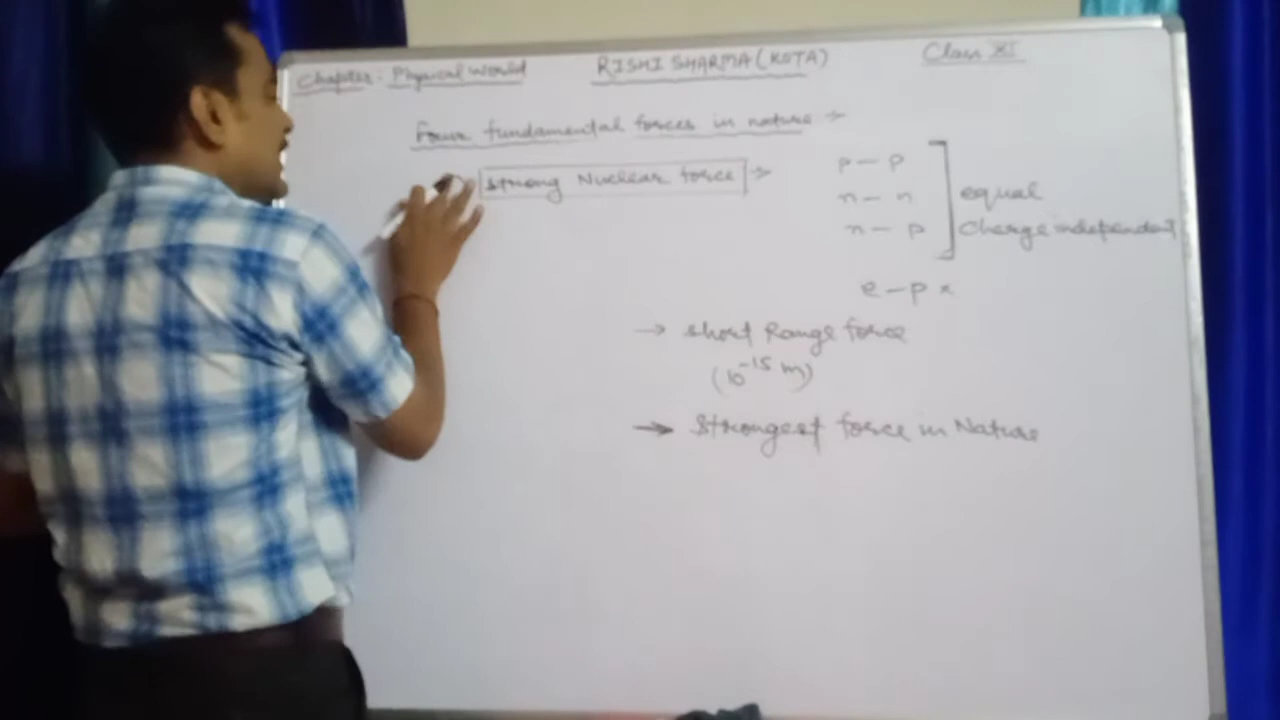 Chapter: Physical World RISHI SHARMA (KOTA) Class XI
Four fundamental forces in nature
Strong Nuclear force
p - p
n - n
n - p
equal
charge independent
e - p ×
→ short Range force
(10⁻¹⁵ m)
→ Strongest force in Nature